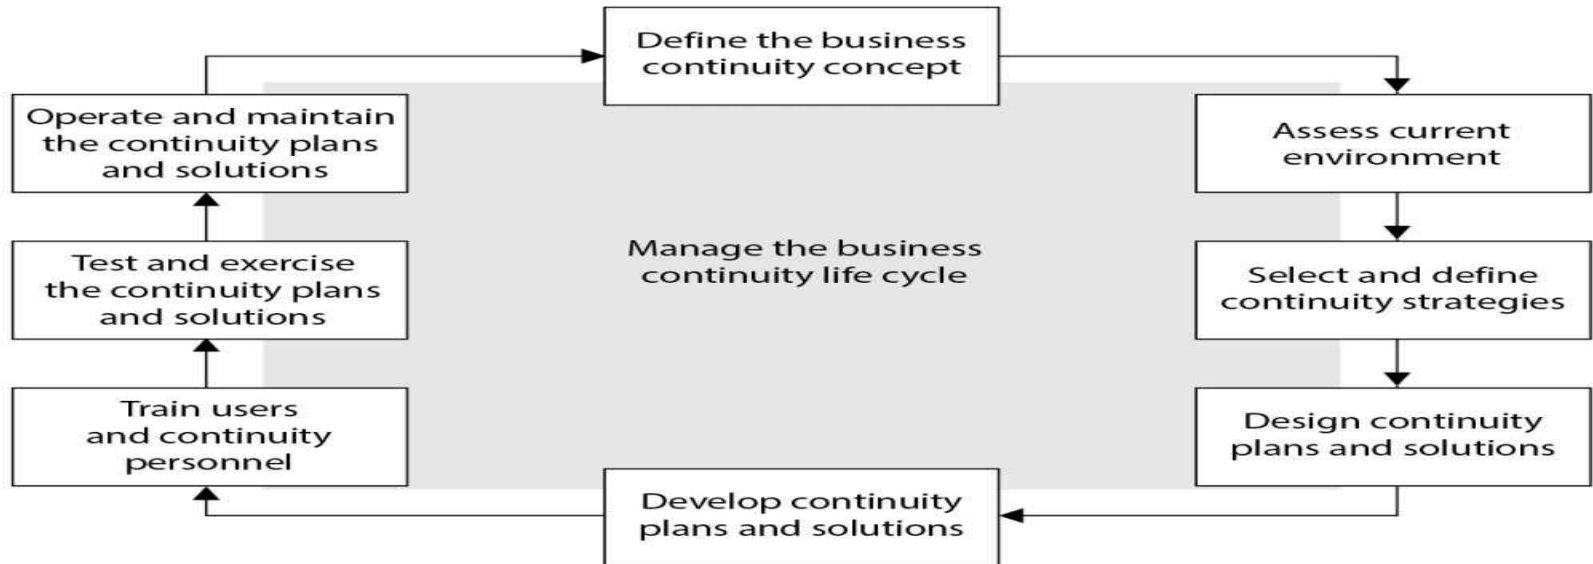 Define the business
continuity concept
Assess current
environment
Select and define
continuity strategies
Design continuity
plans and solutions
Develop continuity
plans and solutions
Train users
and continuity
personnel
Test and exercise
the continuity plans
and solutions
Operate and maintain
the continuity plans
and solutions
Manage the business
continuity life cycle